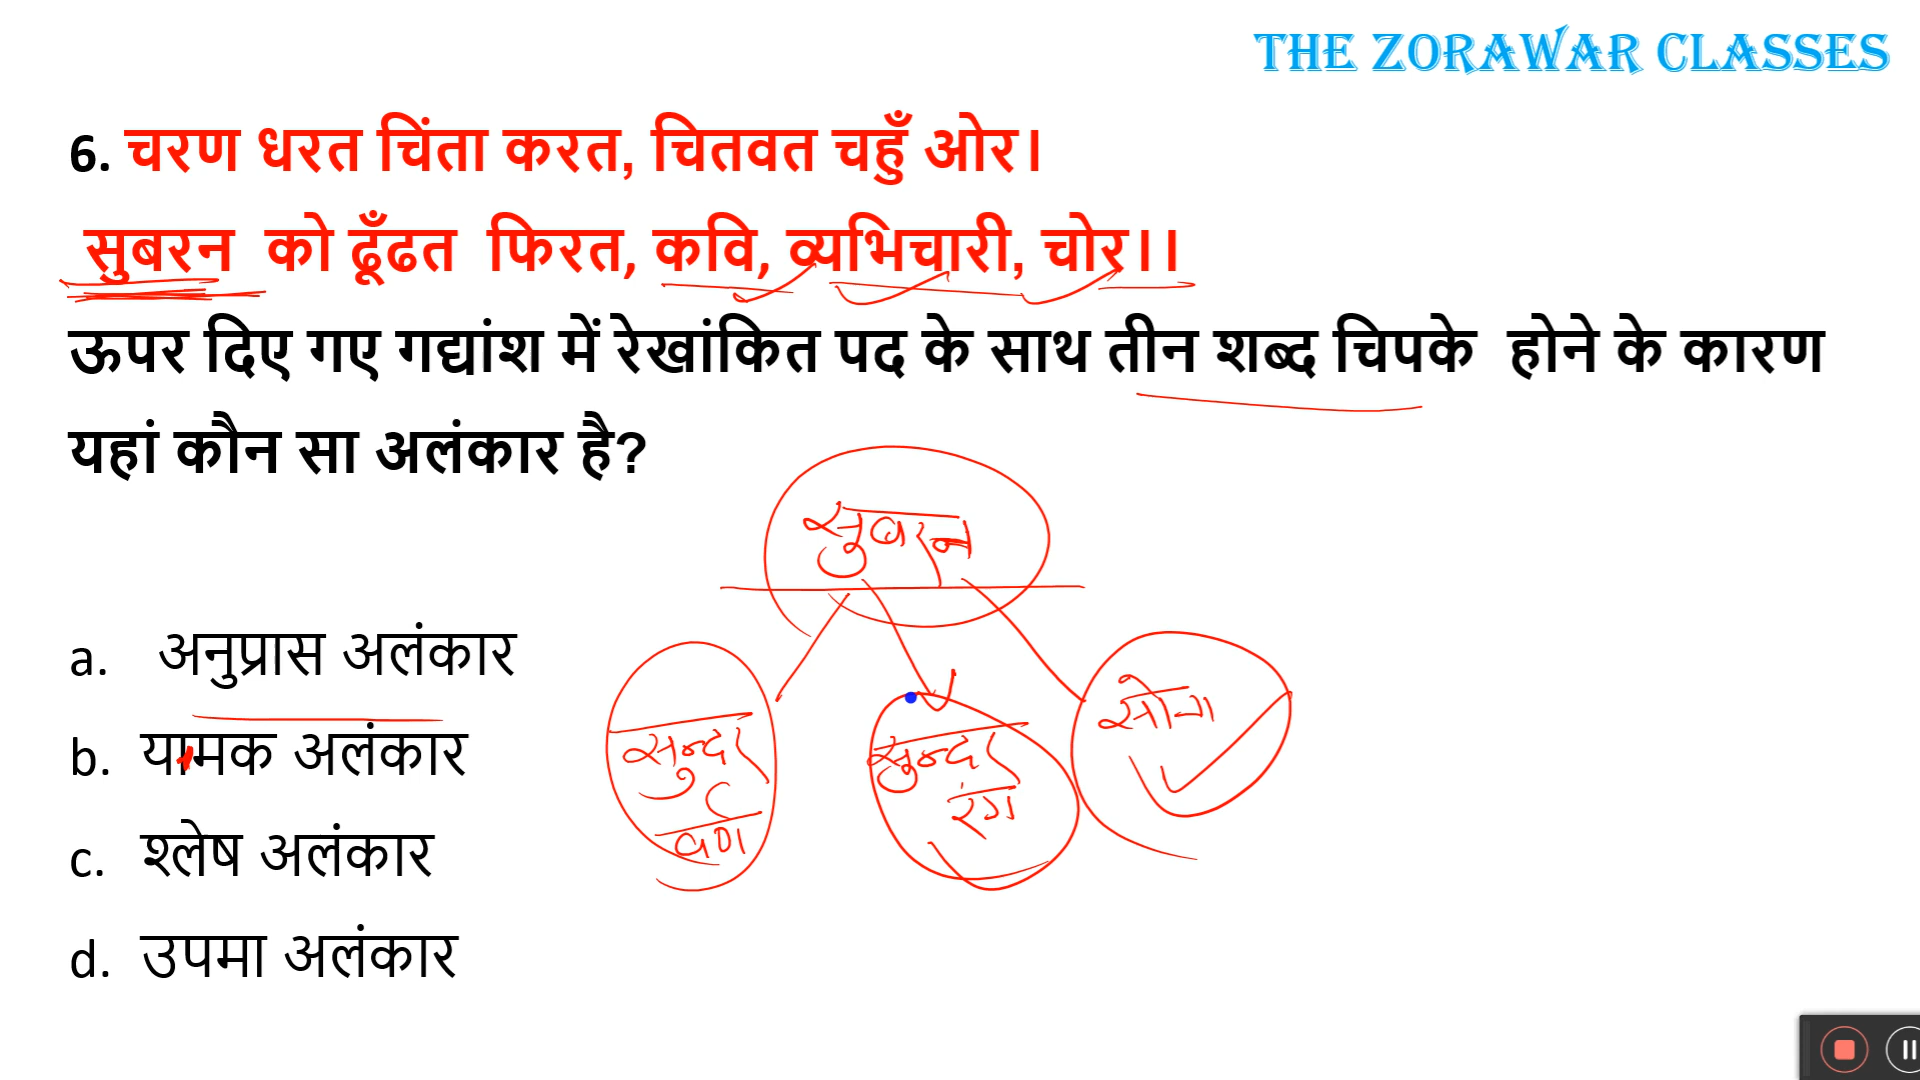 THE ZORAWAR CLASSES
6. चरण धरत चिंता करत, चितवत चहुँ ओर।
सुबरन को ढूँढत फिरत, कवि, व्यभिचारी, चोर।।
ऊपर दिए गए गद्यांश में रेखांकित पद के साथ तीन शब्द चिपके होने के कारण
यहां कौन सा अलंकार है?
सुबरन
a. अनुप्रास अलंकार
b. यामक अलंकार
सुन्दर
वर्ण
सुन्दर
रंग
सोना
c. श्लेष अलंकार
d. उपमा अलंकार